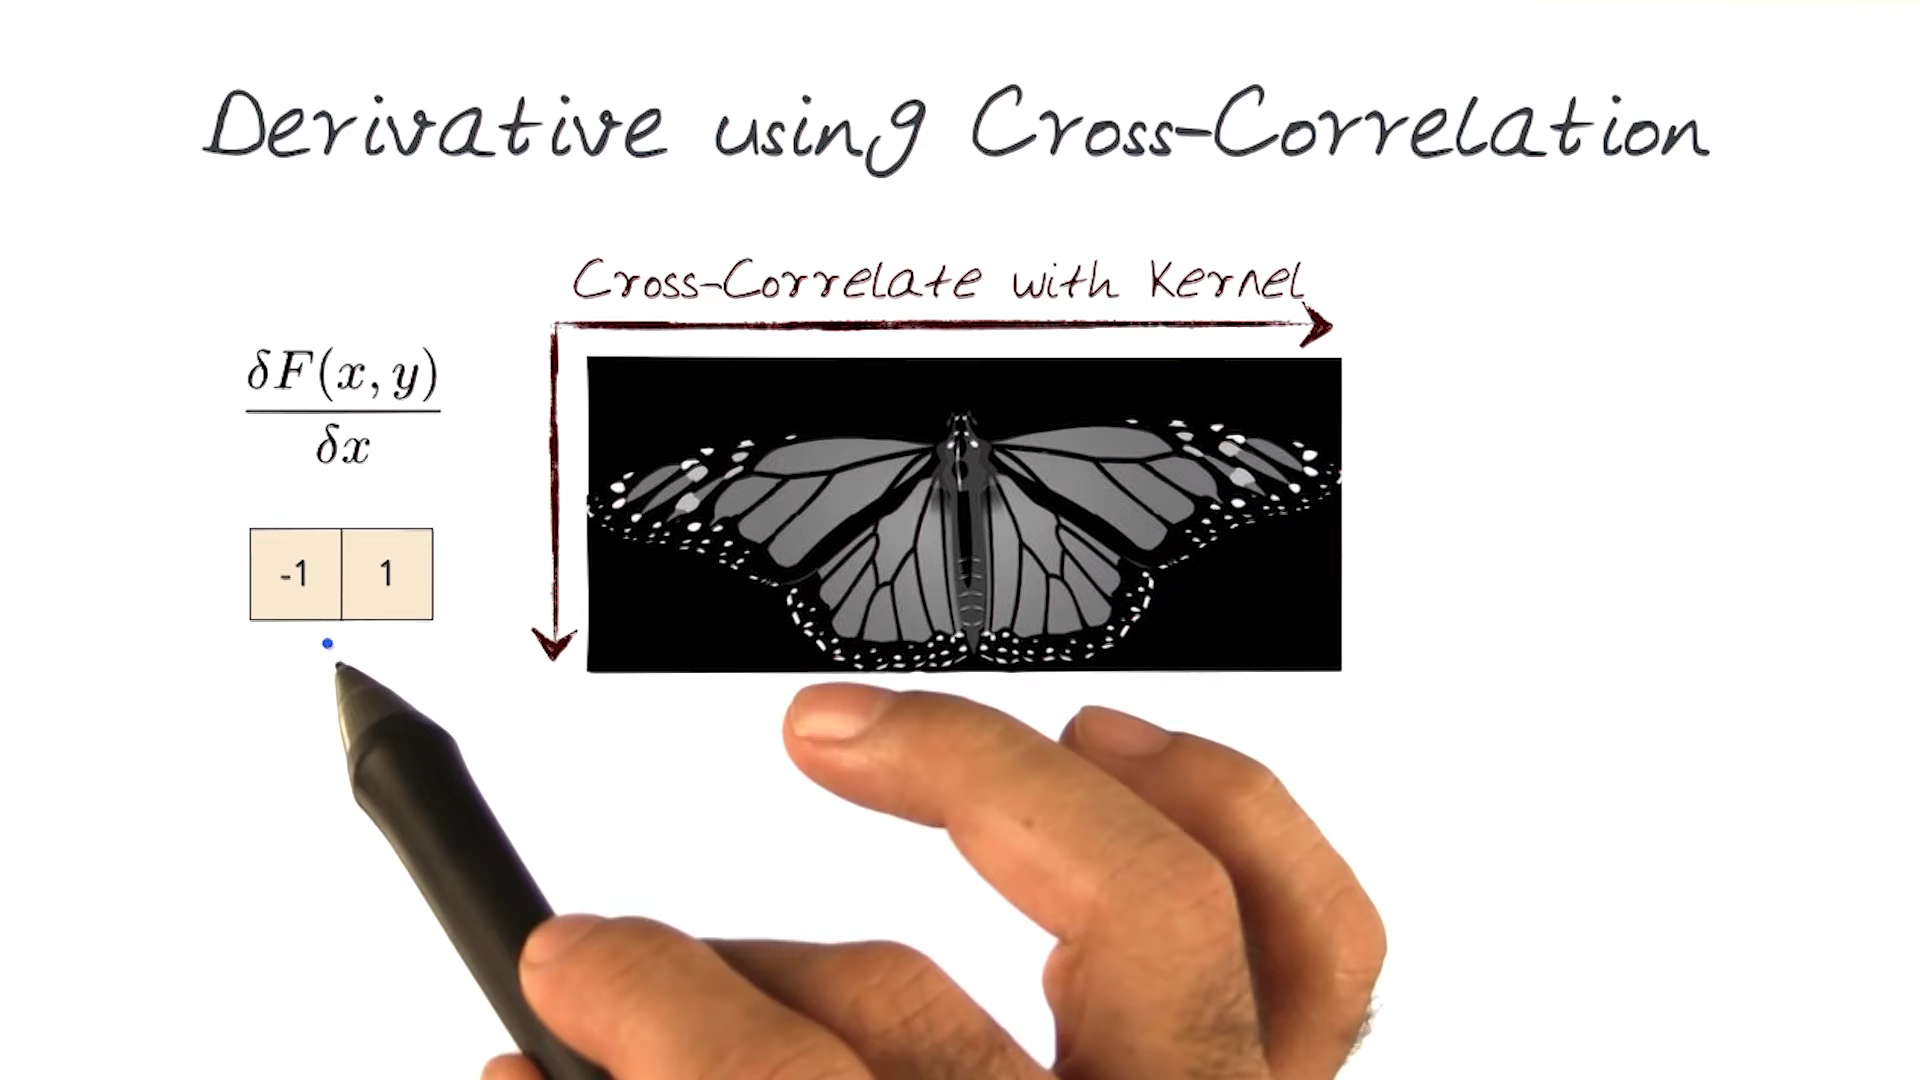 Derivative using Cross-Correlation
Cross-Correlate with Kernel
δF(x, y)
δx
-1 1